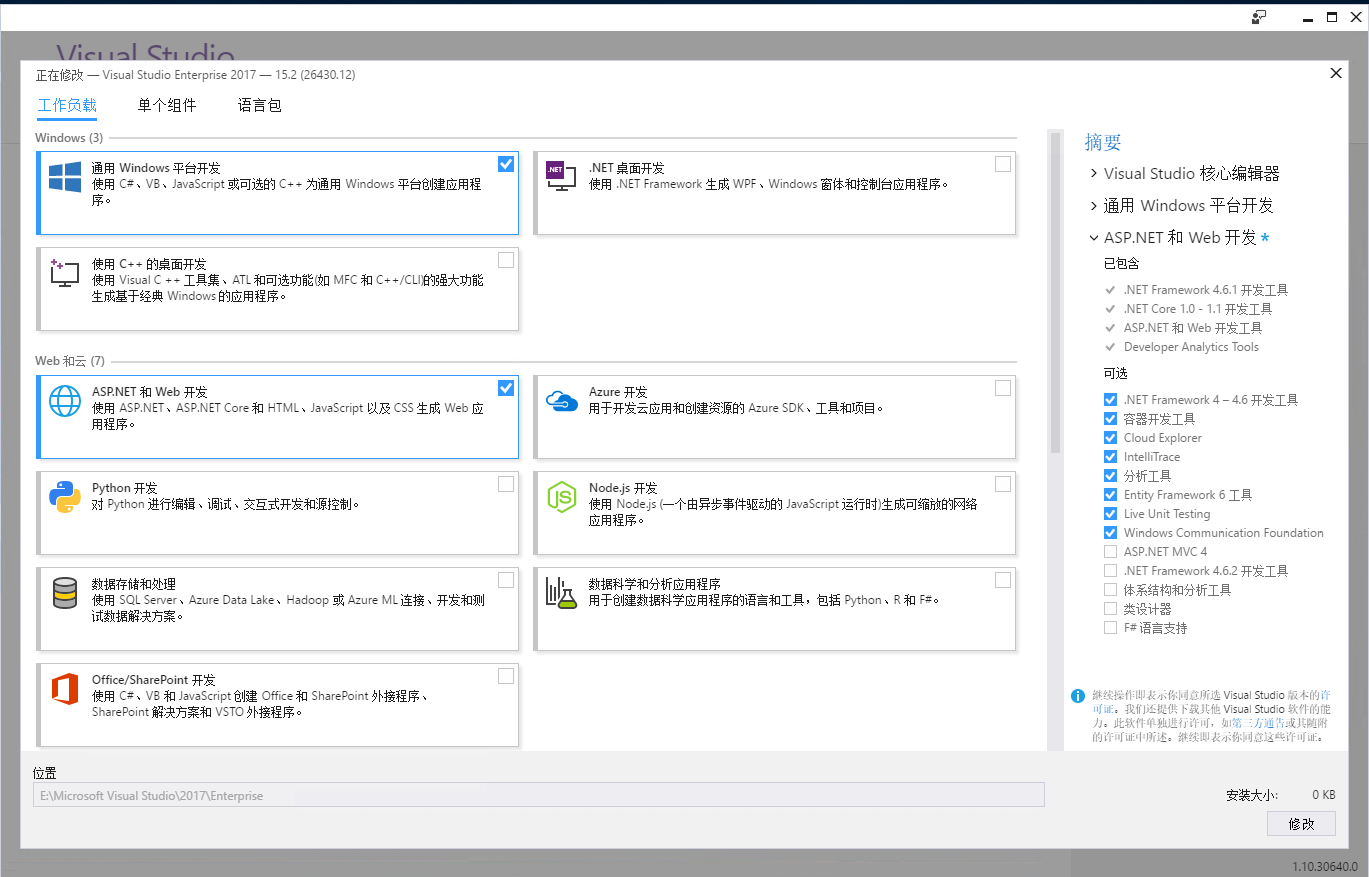 Visual Studio
正在修改 — Visual Studio Enterprise 2017 — 15.2 (26430.12)
工作负载 单个组件 语言包
Windows (3)
通用 Windows 平台开发
使用 C#、VB、JavaScript 或可选的 C++ 为通用 Windows 平台创建应用程
序。
.NET
.NET 桌面开发
使用 .NET Framework 生成 WPF、Windows 窗体和控制台应用程序。
使用 C++ 的桌面开发
使用 Visual C ++ 工具集、ATL 和可选功能(如 MFC 和 C++/CLI)的强大功能
生成基于经典 Windows 的应用程序。
Web 和云 (7)
ASP.NET 和 Web 开发
使用 ASP.NET、ASP.NET Core 和 HTML、JavaScript 以及 CSS 生成 Web 应
用程序。
Azure 开发
用于开发云应用和创建资源的 Azure SDK、工具和项目。
Python 开发
对 Python 进行编辑、调试、交互式开发和源控制。
JS
Node.js 开发
使用 Node.js (一个由异步事件驱动的 JavaScript 运行时)生成可缩放的网络
应用程序。
数据存储和处理
使用 SQL Server、Azure Data Lake、Hadoop 或 Azure ML 连接、开发和测
试数据解决方案。
数据科学和分析应用程序
用于创建数据科学应用程序的语言和工具，包括 Python、R 和 F#。
Office/SharePoint 开发
使用 C#、VB 和 JavaScript 创建 Office 和 SharePoint 外接程序、
SharePoint 解决方案和 VSTO 外接程序。
摘要
Visual Studio 核心编辑器
通用 Windows 平台开发
ASP.NET 和 Web 开发 *
已包含
.NET Framework 4.6.1 开发工具
.NET Core 1.0 - 1.1 开发工具
ASP.NET 和 Web 开发工具
Developer Analytics Tools
可选
.NET Framework 4 – 4.6 开发工具
容器开发工具
Cloud Explorer
IntelliTrace
分析工具
Entity Framework 6 工具
Live Unit Testing
Windows Communication Foundation
ASP.NET MVC 4
.NET Framework 4.6.2 开发工具
体系结构和分析工具
类设计器
F# 语言支持
继续操作即表示你同意所选 Visual Studio 版本的许
可证。我们还提供下载其他 Visual Studio 软件的能
力。此软件单独进行许可，如第三方通告或其随附
的许可证中所述。继续即表示你同意这些许可证。
位置
E:\Microsoft Visual Studio\2017\Enterprise
安装大小: 0 KB
修改
1.10.30640.0